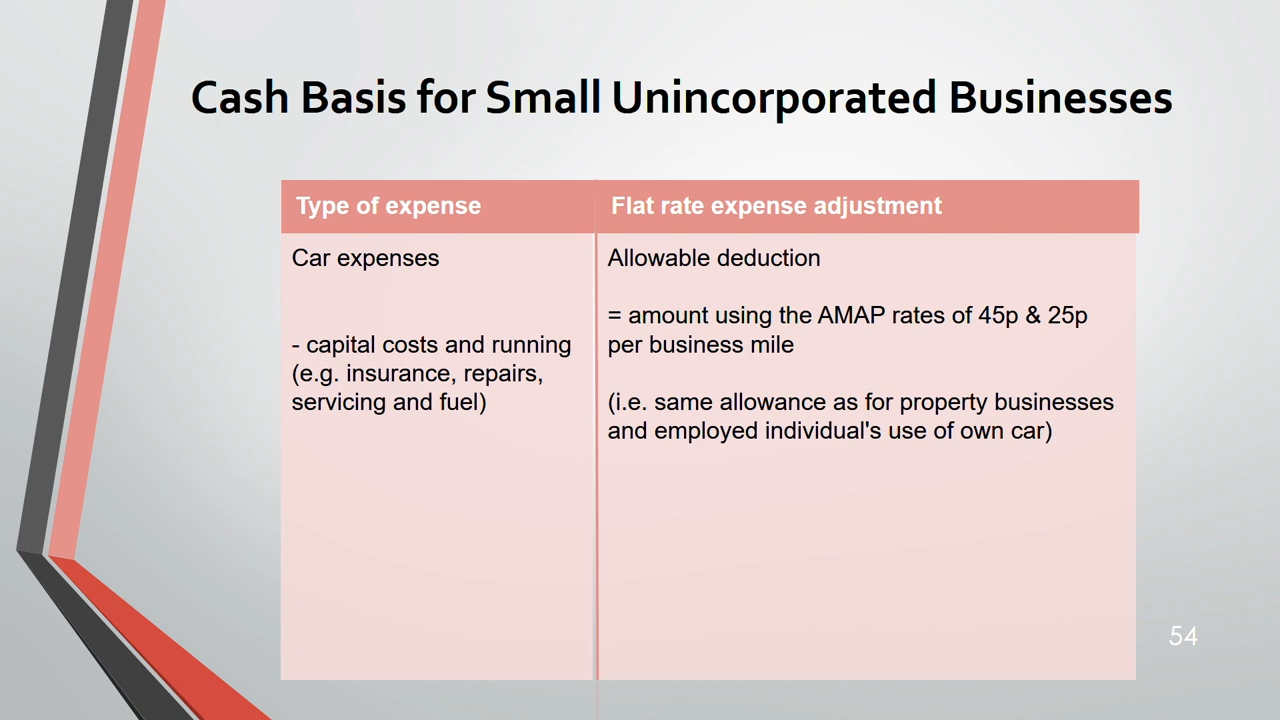 Cash Basis for Small Unincorporated Businesses
Type of expense
Flat rate expense adjustment
Car expenses
- capital costs and running
(e.g. insurance, repairs,
servicing and fuel)
Allowable deduction
= amount using the AMAP rates of 45p & 25p
per business mile
(i.e. same allowance as for property businesses
and employed individual's use of own car)
54